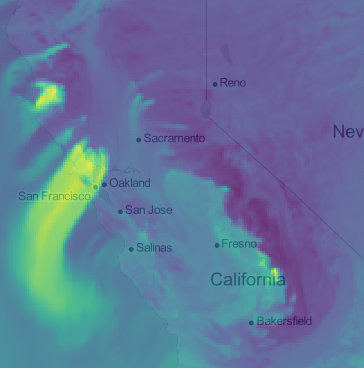 Reno
Nev
Sacramento
Oakland
San Francisco
San Jose
Salinas
Fresno
California
Bakersfield